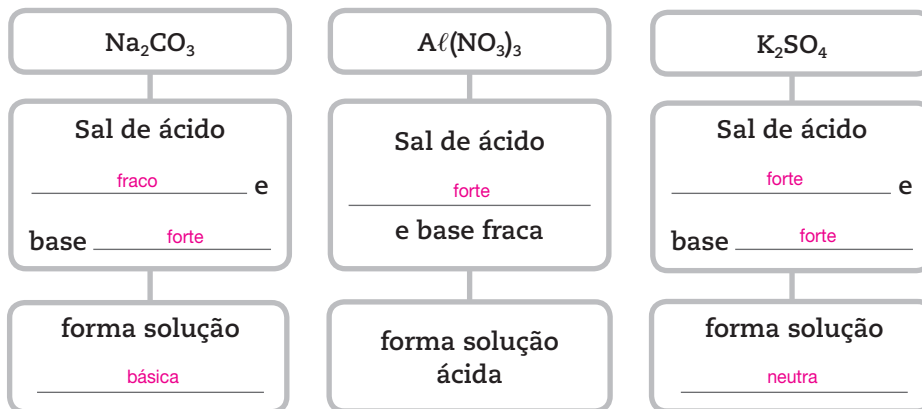 Na₂CO₃
Sal de ácido
fraco e
base forte
forma solução
básica
Aℓ(NO₃)₃
Sal de ácido
forte
e base fraca
forma solução
ácida
K₂SO₄
Sal de ácido
forte e
base forte
forma solução
neutra